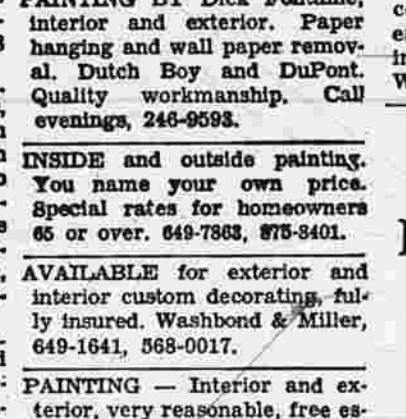 PAINTING BY Dick
interior and exterior. Paper
hanging and wall paper remov-
al. Dutch Boy and DuPont.
Quality workmanship. Call
evenings, 246-9593.
INSIDE and outside painting.
You name your own price.
Special rates for homeowners
65 or over. 649-7863, 875-8401.
AVAILABLE for exterior and
interior custom decorating, ful-
ly insured. Washbond & Miller,
649-1641, 568-0017.
PAINTING — Interior and ex-
terior, very reasonable, free es-